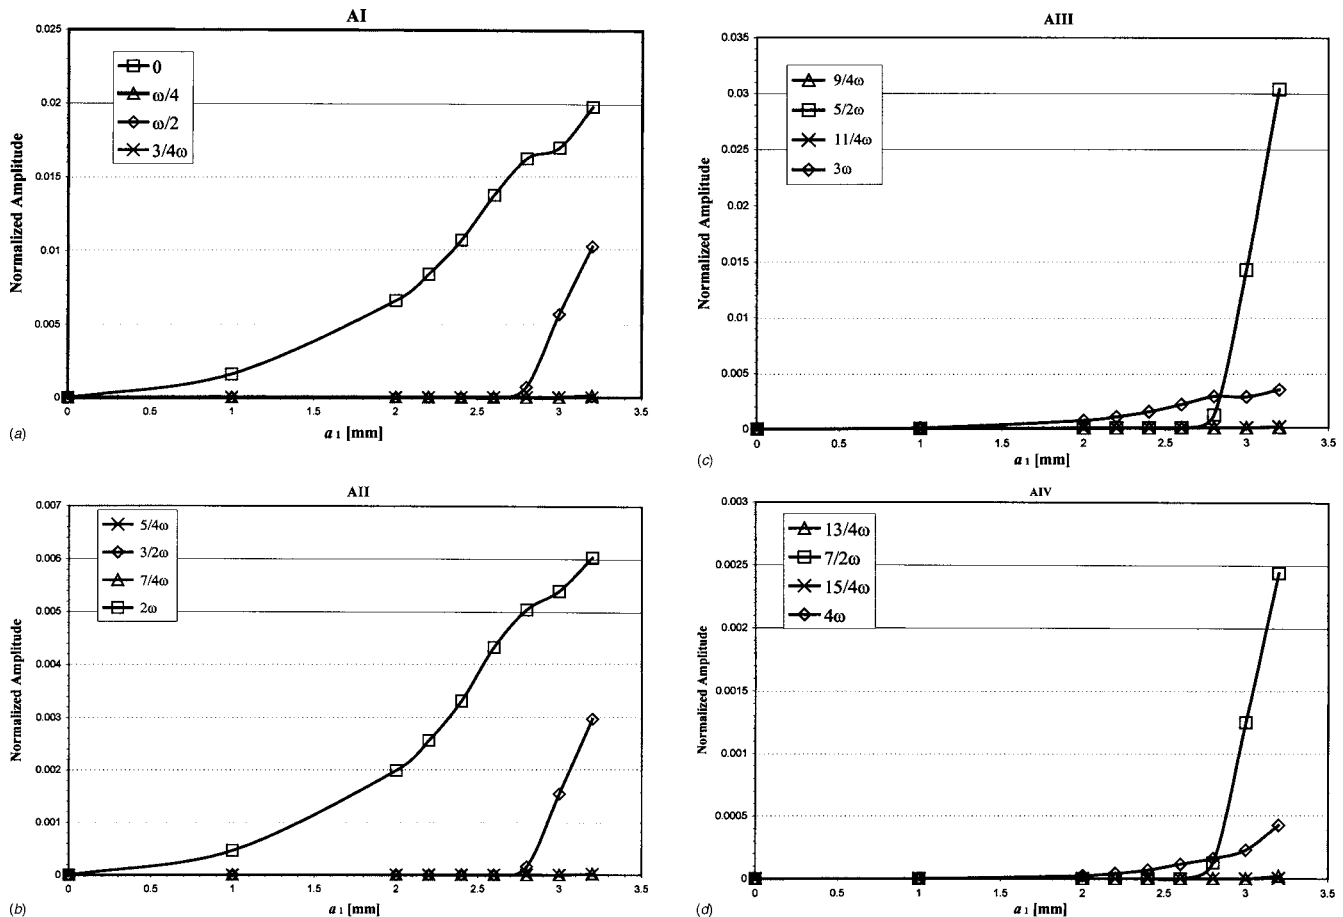 AI
0.025
0.02
0.015
0.01
0.005
0
Normalized Amplitude
0
ω/4
ω/2
3/4ω
0 0.5 1 1.5 2 2.5 3 3.5
a 1 [mm]
(a)
AIII
0.035
0.03
0.025
0.02
0.015
0.01
0.005
0
Normalized Amplitude
9/4ω
5/2ω
11/4ω
3ω
0 0.5 1 1.5 2 2.5 3 3.5
a 1 [mm]
(c)
AII
0.007
0.006
0.005
0.004
0.003
0.002
0.001
0
Normalized Amplitude
5/4ω
3/2ω
7/4ω
2ω
0 0.5 1 1.5 2 2.5 3 3.5
a 1 [mm]
(b)
AIV
0.003
0.0025
0.002
0.0015
0.001
0.0005
0
Normalized Amplitude
13/4ω
7/2ω
15/4ω
4ω
0 0.5 1 1.5 2 2.5 3 3.5
a 1 [mm]
(d)